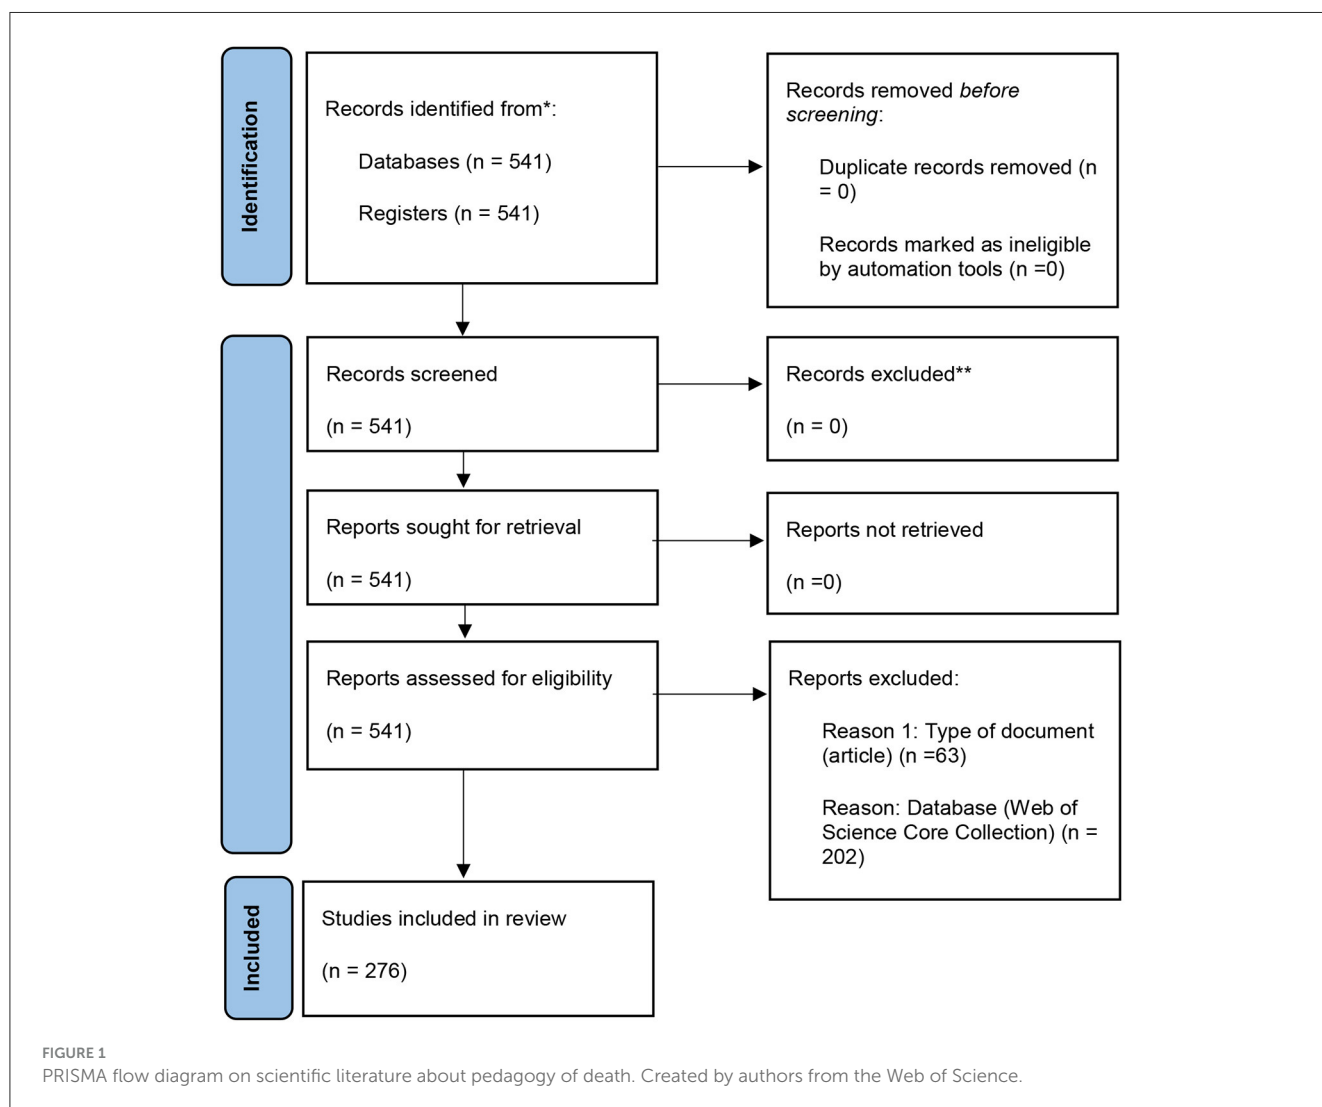 Identification
Records identified from*:
Databases (n = 541)
Registers (n = 541)
Records removed before
screening:
Duplicate records removed (n
= 0)
Records marked as ineligible
by automation tools (n =0)
Records screened
(n = 541)
Records excluded**
(n = 0)
Reports sought for retrieval
(n = 541)
Reports not retrieved
(n =0)
Reports assessed for eligibility
(n = 541)
Reports excluded:
Reason 1: Type of document
(article) (n =63)
Reason: Database (Web of
Science Core Collection) (n =
202)
Included
Studies included in review
(n = 276)
FIGURE 1
PRISMA flow diagram on scientific literature about pedagogy of death. Created by authors from the Web of Science.